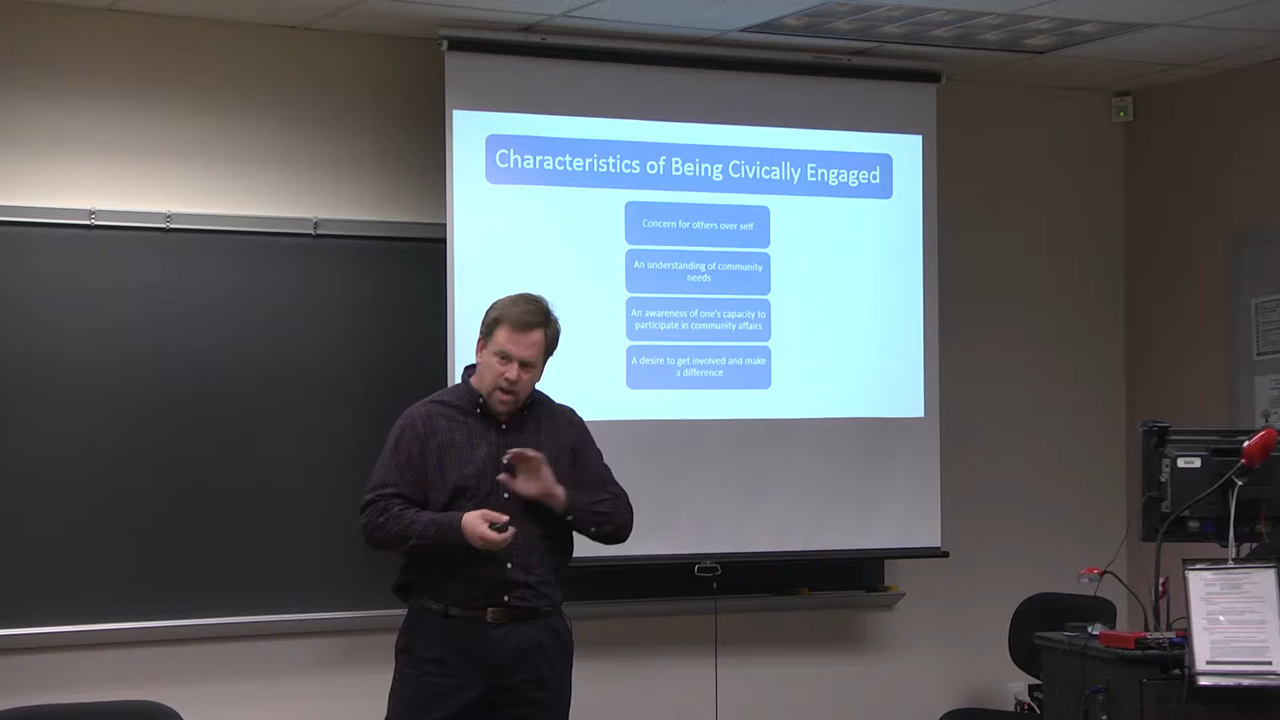 Characteristics of Being Civically Engaged
Concern for others over self
An understanding of community
needs
An awareness of one's capacity to
participate in community affairs
A desire to get involved and make
a difference